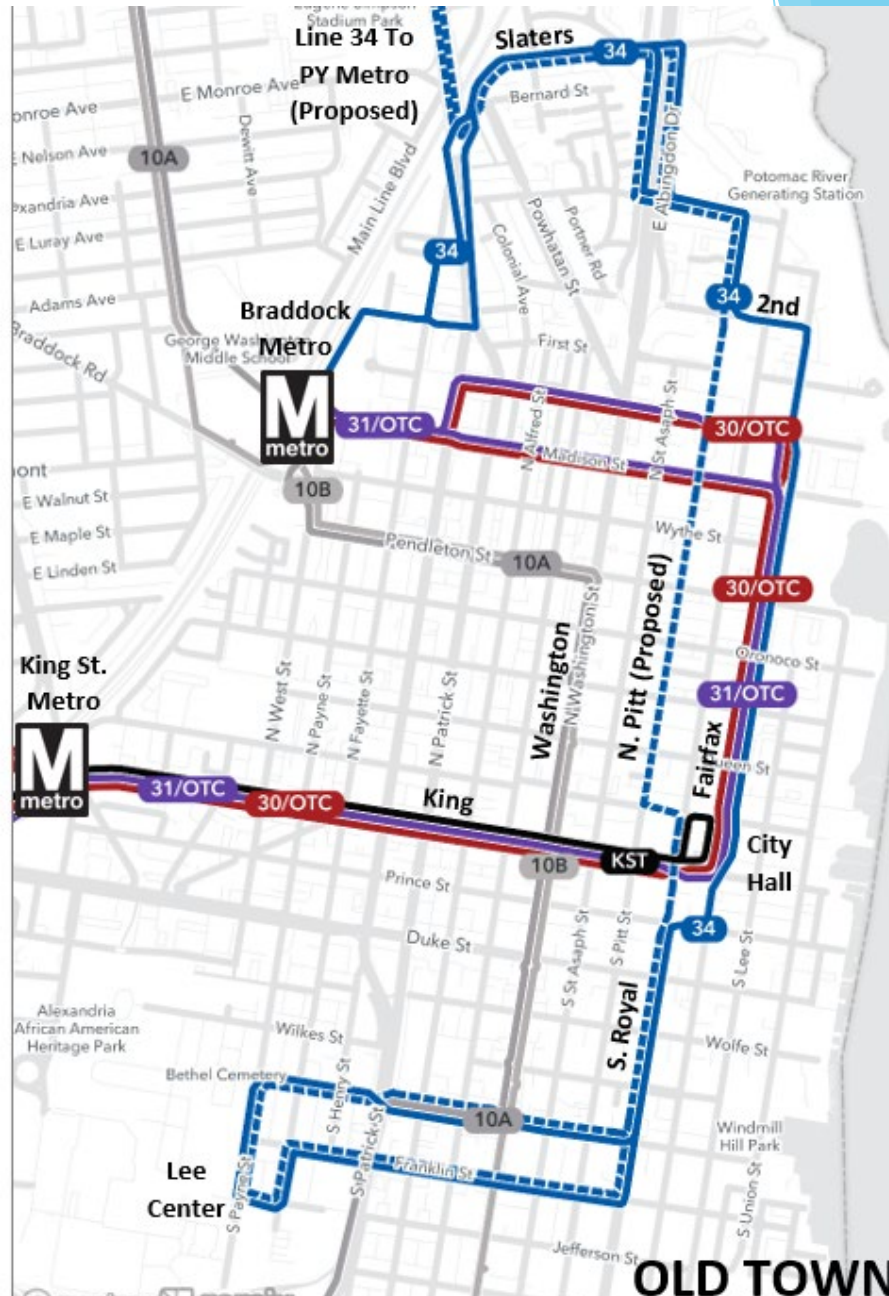 Stadium Park
Line 34 To
PY Metro
(Proposed)
Slaters
34
E Monroe Ave
Bernard St
onroe Ave
E Nelson Ave
10A
Dewitt Ave
Main Line Blvd
E Abingdon Dr
Potomac River
Generating Station
exandria Ave
E Luray Ave
Powhatan St
Portner Rd
Colonial Ave
34
34
2nd
Adams Ave
Braddock
Metro
George Washington
Middle School
Braddock Rd
First St
M
metro
31/OTC
30/OTC
N Alfred St
N St Asaph St
Madison St
mont
E Walnut St
10B
E Maple St
E Linden St
Pendleton St
10A
Wythe St
30/OTC
N. Pitt (Proposed)
Washington
N Washington St
Oronoco St
King St.
Metro
N West St
N Payne St
N Fayette St
N Patrick St
31/OTC
Fairfax
ueen St
M
metro
31/OTC
30/OTC
King
KST
10B
City
Hall
Prince St
34
Duke St
S St Asaph St
S Pitt St
S Lee St
S. Royal
Alexandria
African American
Heritage Park
Wilkes St
Wolfe St
Bethel Cemetery
S Henry St
10A
Windmill
Hill Park
S Patrick St
Lee
Center
S Payne St
Franklin St
S Union St
Jefferson St
OLD TOWN